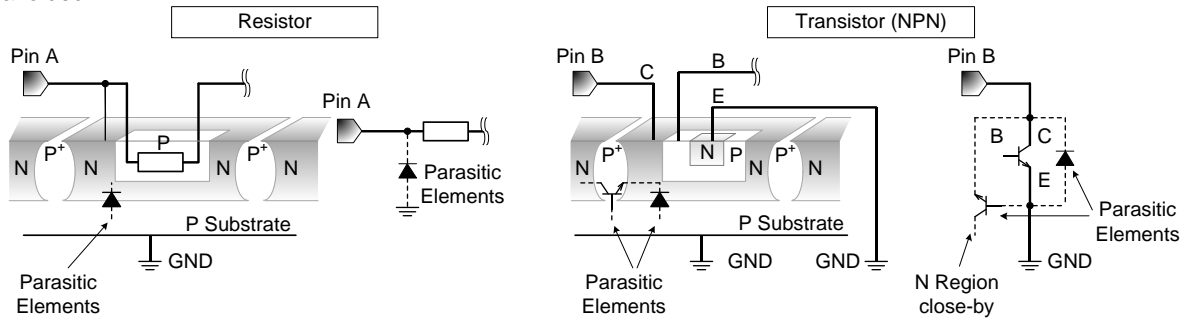 Resistor
Transistor (NPN)
Pin A
Pin A
Pin B
C
B
E
Pin B
N
P⁺
N
P
P⁺
N
N
Parasitic
Elements
P Substrate
GND
Parasitic
Elements
N
P⁺
N
N
P
P⁺
N
P Substrate
GND
GND
Parasitic
Elements
B
C
E
Parasitic
Elements
GND
N Region
close-by